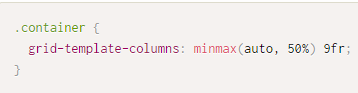 .container {
  grid-template-columns: minmax(auto, 50%) 9fr;
}